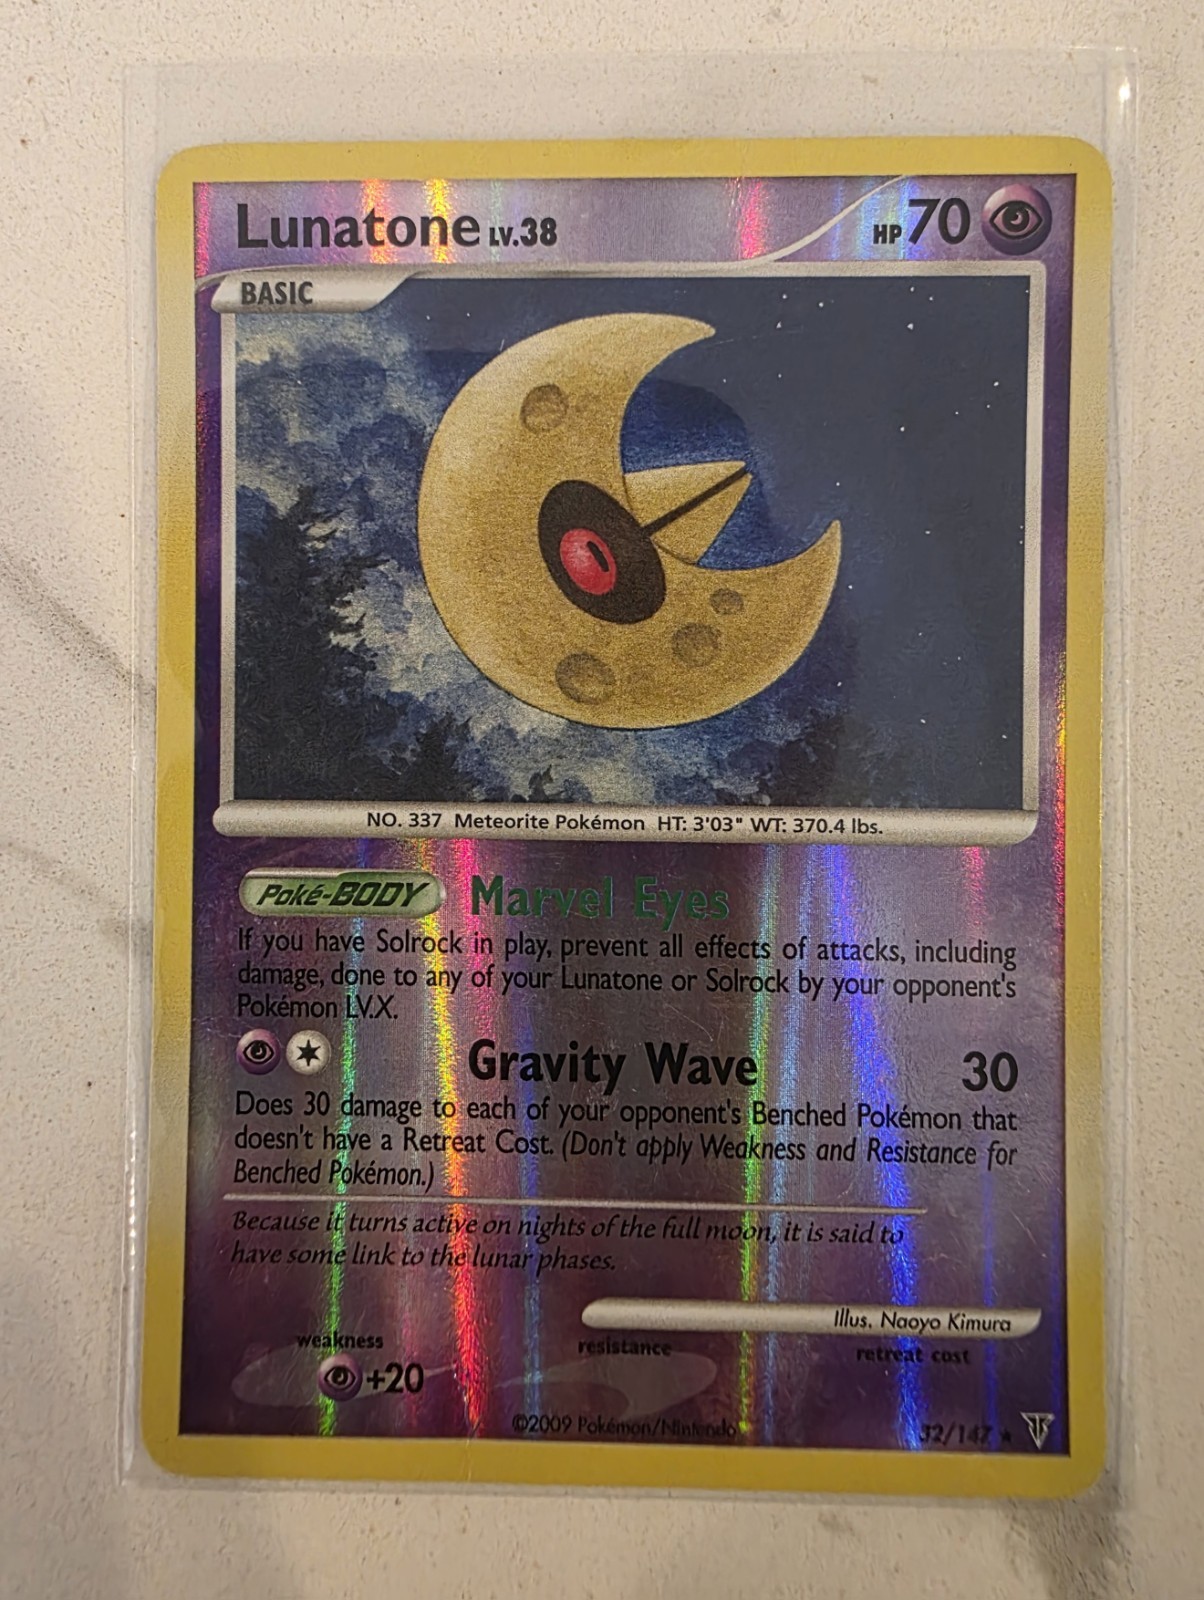 Lunatone LV.38
HP 70
BASIC
NO. 337 Meteorite Pokémon HT: 3'03" WT: 370.4 lbs.
Poké-BODY Marvel Eyes
If you have Solrock in play, prevent all effects of attacks, including
damage, done to any of your Lunatone or Solrock by your opponent's
Pokémon LV.X.
Gravity Wave 30
Does 30 damage to each of your opponent's Benched Pokémon that
doesn't have a Retreat Cost. (Don't apply Weakness and Resistance for
Benched Pokémon.)
Because it turns active on nights of the full moon, it is said to
have some link to the lunar phases.
Illus. Naoyo Kimura
weakness resistance retreat cost
+20
©2009 Pokémon/Nintendo 32/147